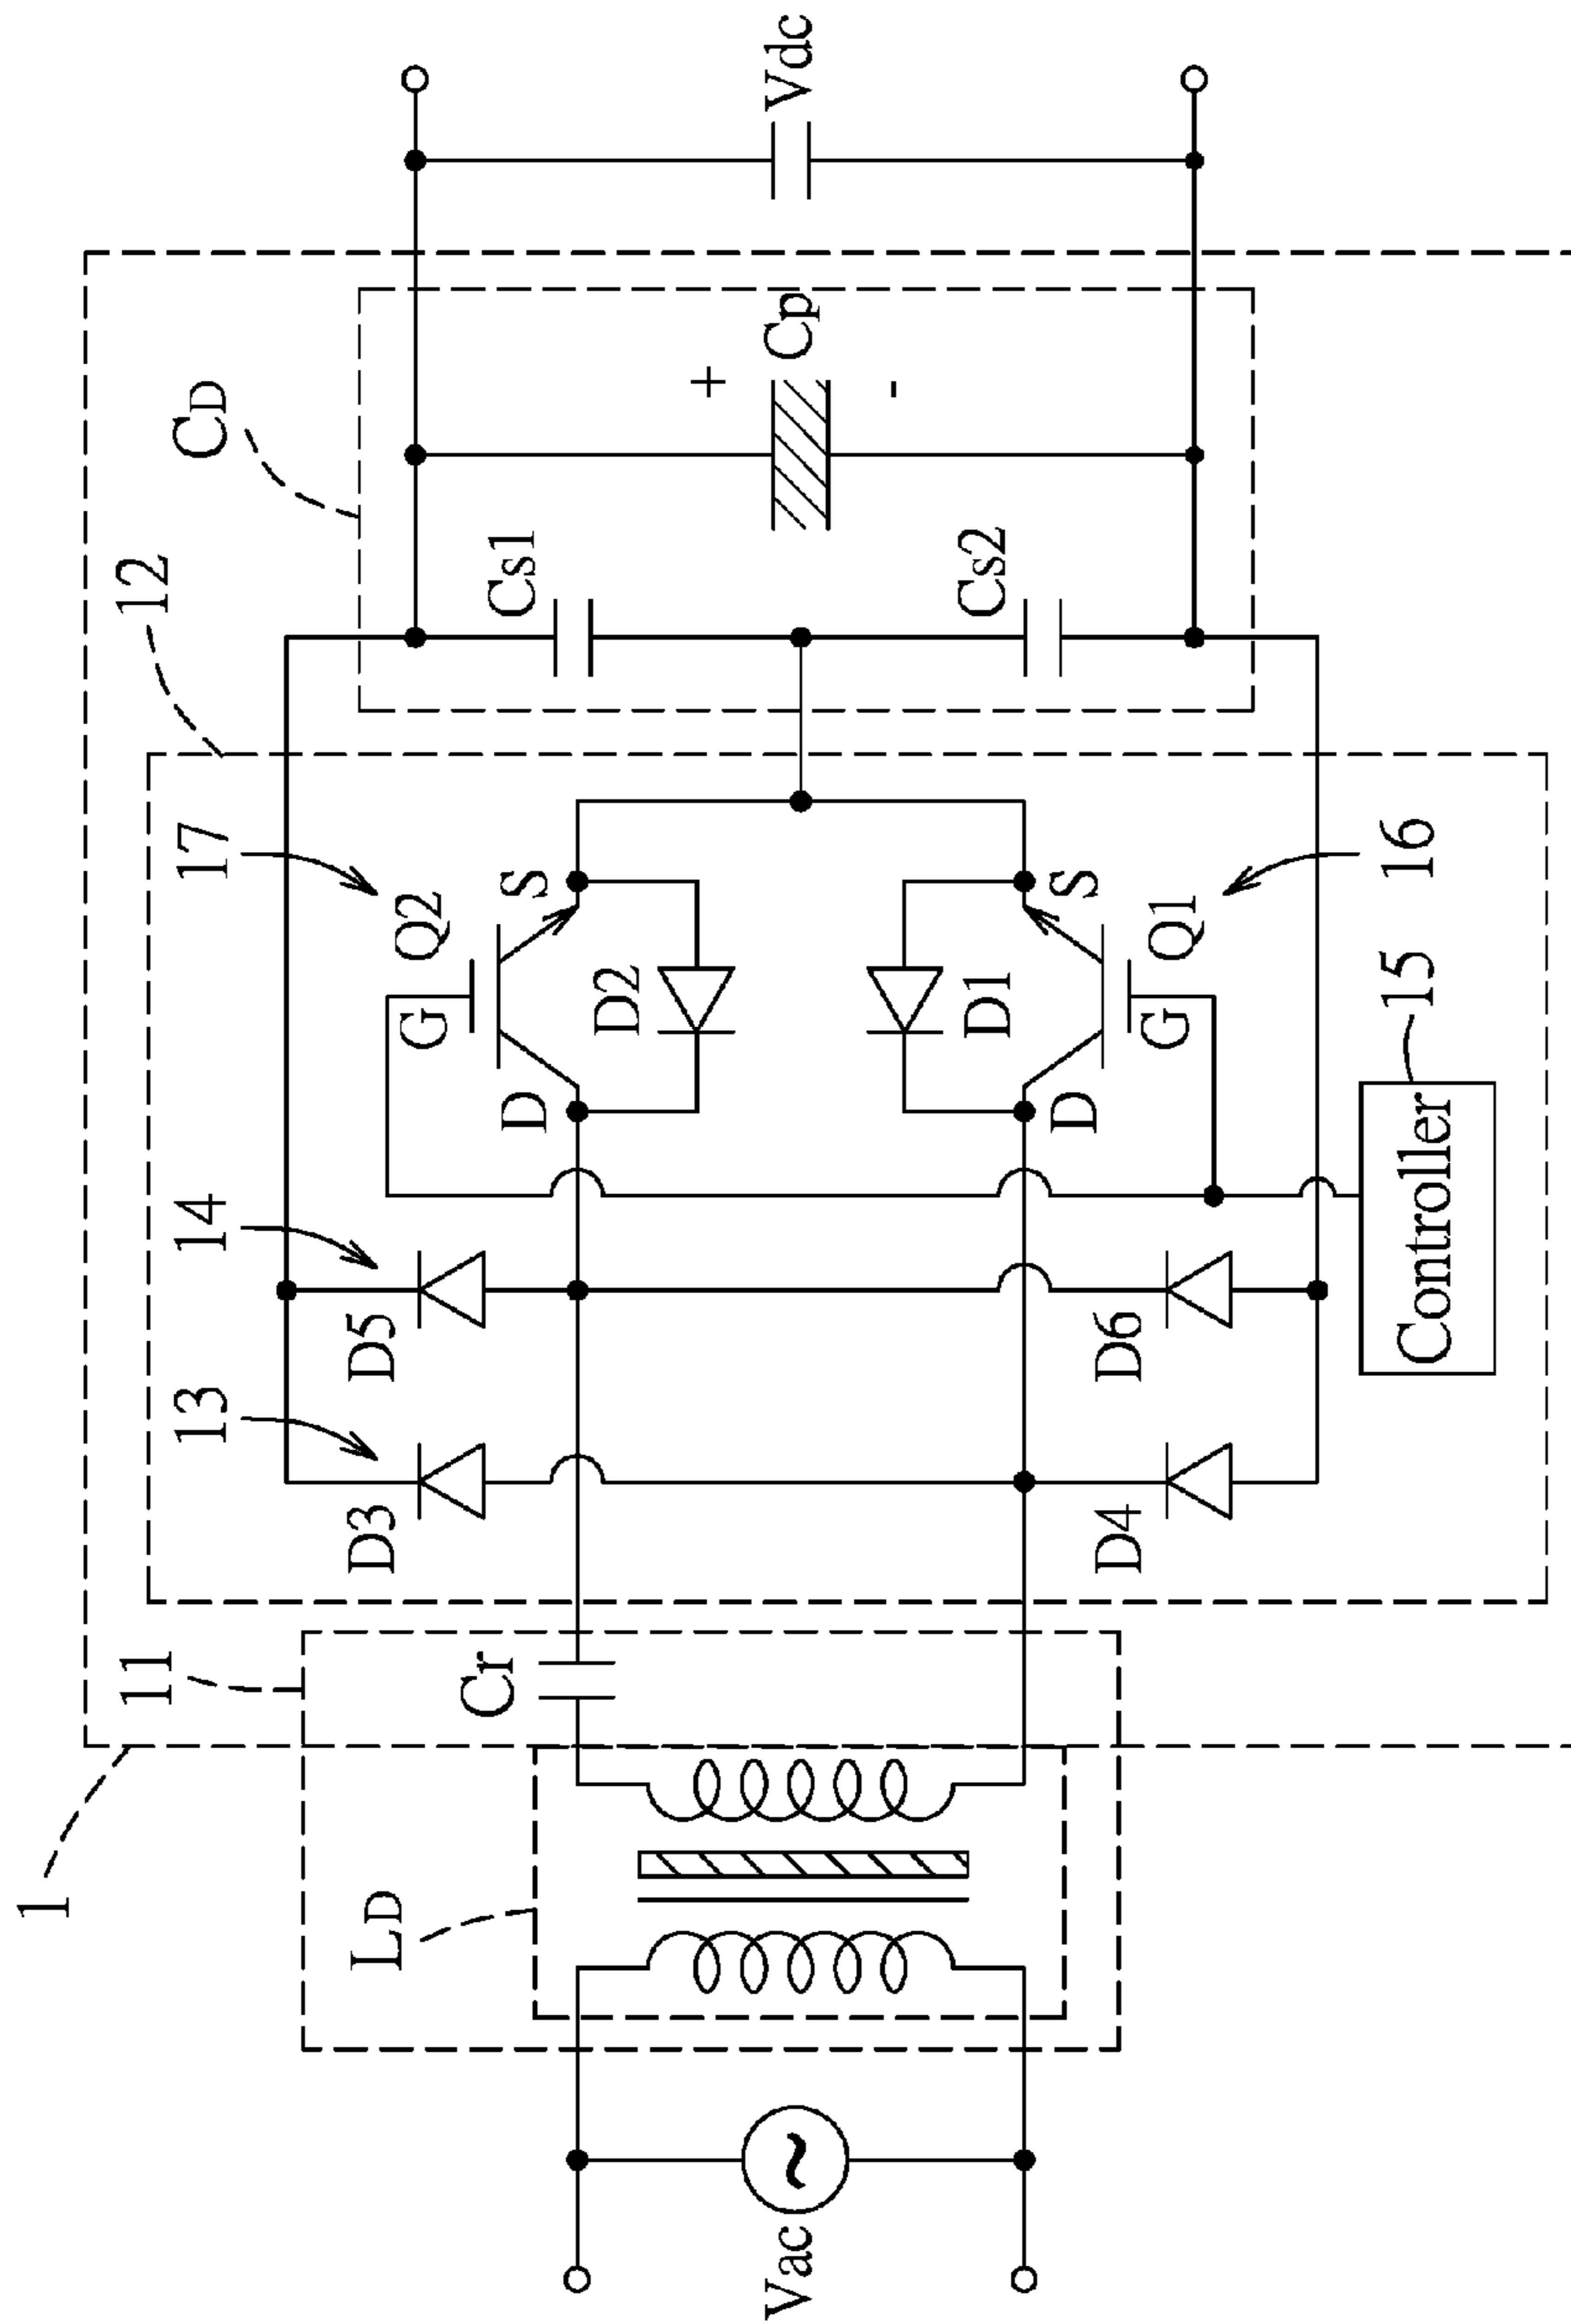 1
11
12
CD
LD
Cr
13
14
17
16
15
D3
D5
D4
D6
Q2
G
D
S
D2
D1
D
S
G
Q1
Controller
Cs1
Cs2
+
Cp
-
Vac
~
Vdc